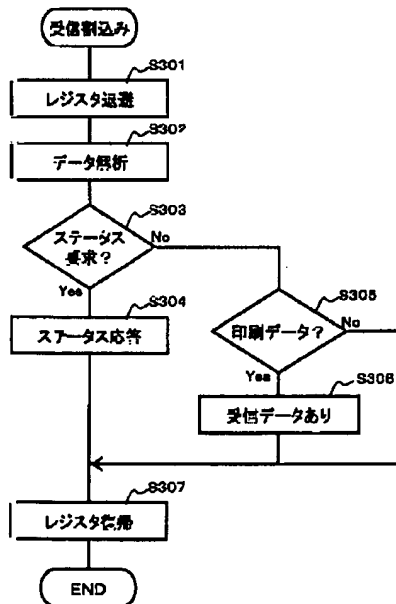 受信割込み
S301
レジスタ退避
S302
データ解析
S303
ステータス
要求?
No
Yes
S304
ステータス応答
S305
印刷データ?
No
Yes
S306
受信データあり
S307
レジスタ復帰
END